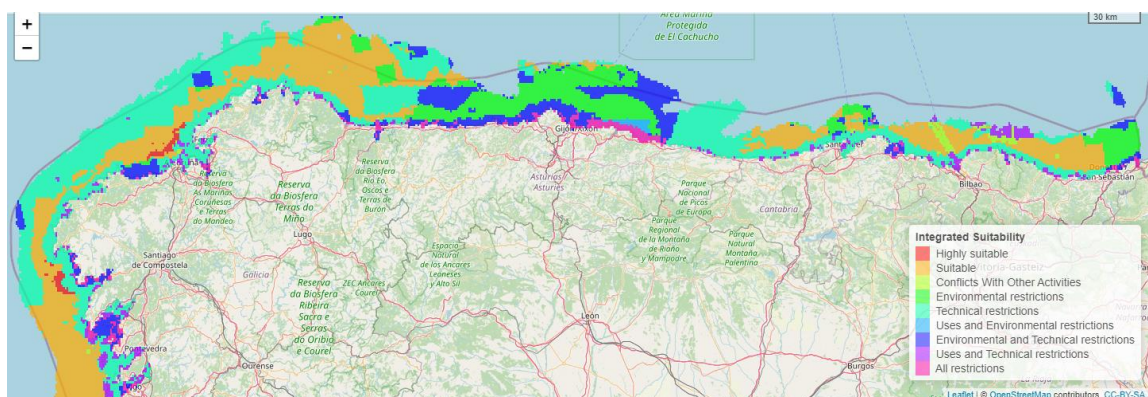 +
−
30 km
Área Marina
Protegida
de El Cachucho
Gijón/Xixón
Bilbao
San Sebastián
Reserva
da Biosfera
As Mariñas
Coruñesas
e Terras
do Mandeo
Reserva
da Biosfera
Terras do
Miño
Reserva
da Biosfera
Río Eo,
Oscos e
Terras de
Burón
Asturias
Asturies
Parque
Nacional
de Picos
de Europa
Cantabria
Parque
Regional
de la Montaña
de Riaño
y Mampodre
Parque
Natural
Montaña
Palentina
Lugo
Santiago
de Compostela
Galicia
Espacio
Natural
de los Ancares
Leoneses
y Alto Sil
Reserva
da Biosfera
Ribeira
Sacra e
Serras
do Oribio
e Courel
ZEC Ancares
Courel
León
Pontevedra
Vigo
Ourense
Burgos
Vitoria-Gasteiz
La Rioja
Integrated Suitability
Highly suitable
Suitable
Conflicts With Other Activities
Environmental restrictions
Technical restrictions
Uses and Environmental restrictions
Environmental and Technical restrictions
Uses and Technical restrictions
All restrictions
Leaflet | © OpenStreetMap contributors, CC-BY-SA